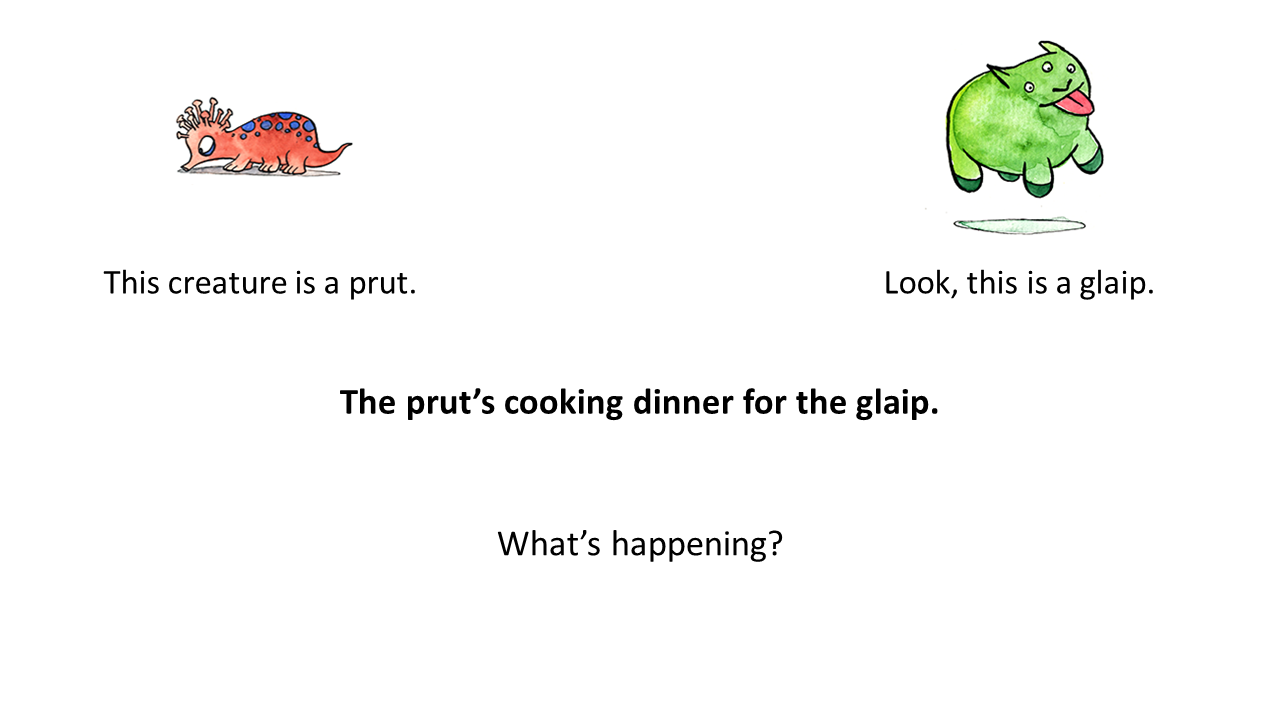 This creature is a prut.
Look, this is a glaip.
The prut’s cooking dinner for the glaip.
What’s happening?